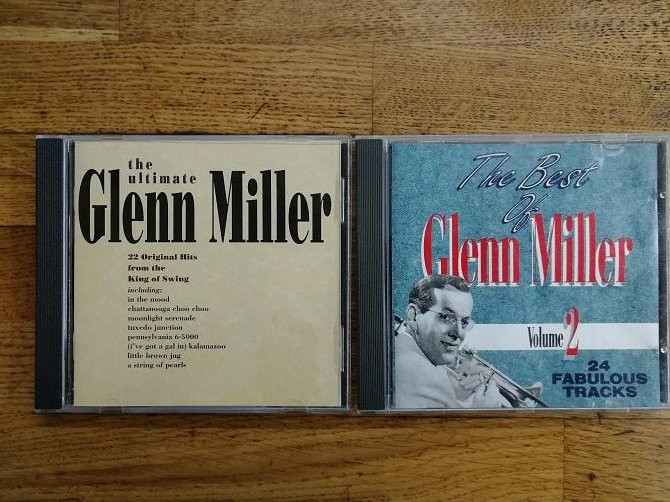 the
ultimate
Glenn Miller
22 Original Hits
from the
King of Swing
including:
in the mood
chattanooga choo choo
moonlight serenade
tuxedo junction
pennsylvania 6-5000
(i've got a gal in) kalamazoo
little brown jug
a string of pearls
The Best
Of
Glenn Miller
Volume 2
24
FABULOUS
TRACKS